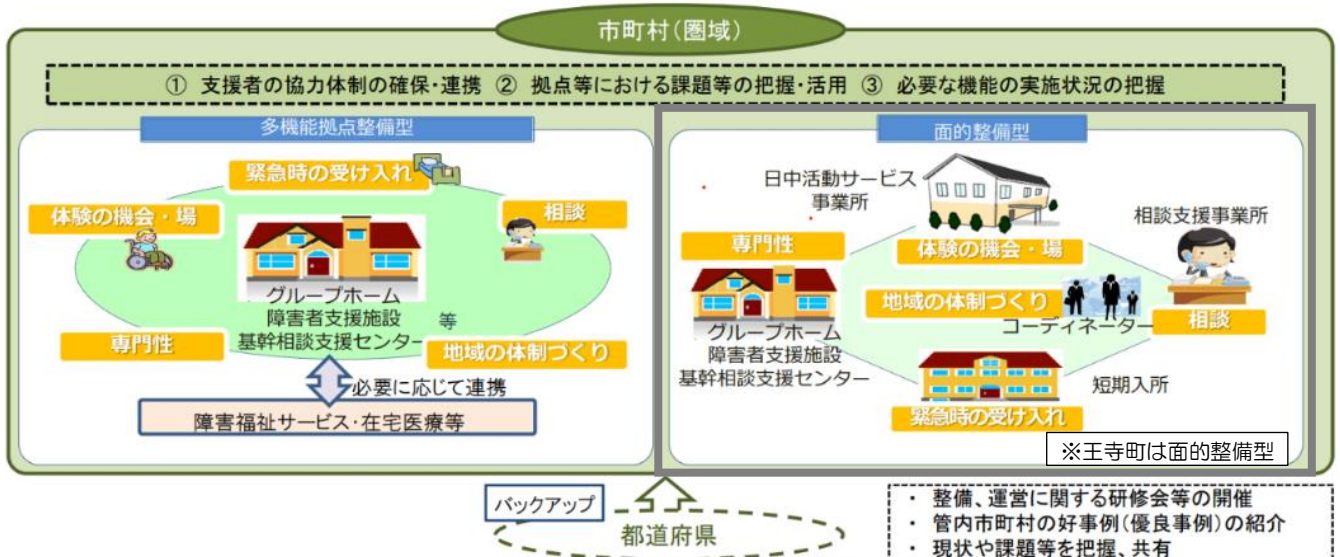 市町村(圏域)
① 支援者の協力体制の確保・連携 ② 拠点等における課題等の把握・活用 ③ 必要な機能の実施状況の把握
多機能拠点整備型
緊急時の受け入れ
体験の機会・場
相談
グループホーム
障害者支援施設
基幹相談支援センター
等
専門性
地域の体制づくり
必要に応じて連携
障害福祉サービス・在宅医療等
面的整備型
日中活動サービス
事業所
相談支援事業所
専門性
体験の機会・場
地域の体制づくり
コーディネーター
相談
グループホーム
障害者支援施設
基幹相談支援センター
短期入所
緊急時の受け入れ
※王寺町は面的整備型
バックアップ
都道府県
・ 整備、運営に関する研修会等の開催
・ 管内市町村の好事例(優良事例)の紹介
・ 現状や課題等を把握、共有